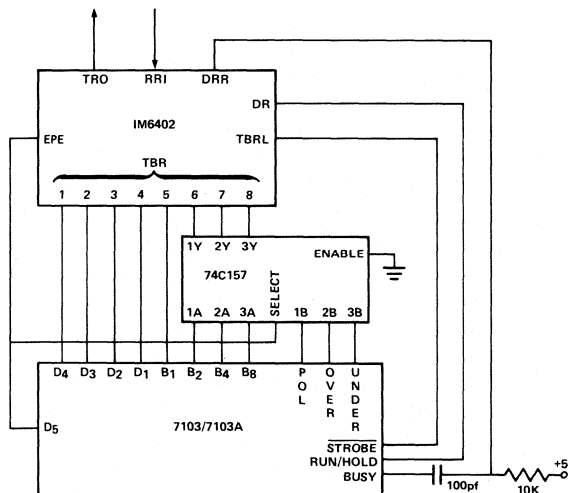 TRO RRI DRR
DR
IM6402
EPE TBRL
TBR
1 2 3 4 5 6 7 8
1Y 2Y 3Y
ENABLE
74C157
SELECT
1A 2A 3A 1B 2B 3B
D4 D3 D2 D1 B1 B2 B4 B8 POL OVER UNDER
D5
7103/7103A
STROBE
RUN/HOLD
BUSY
100pf
10K
+5